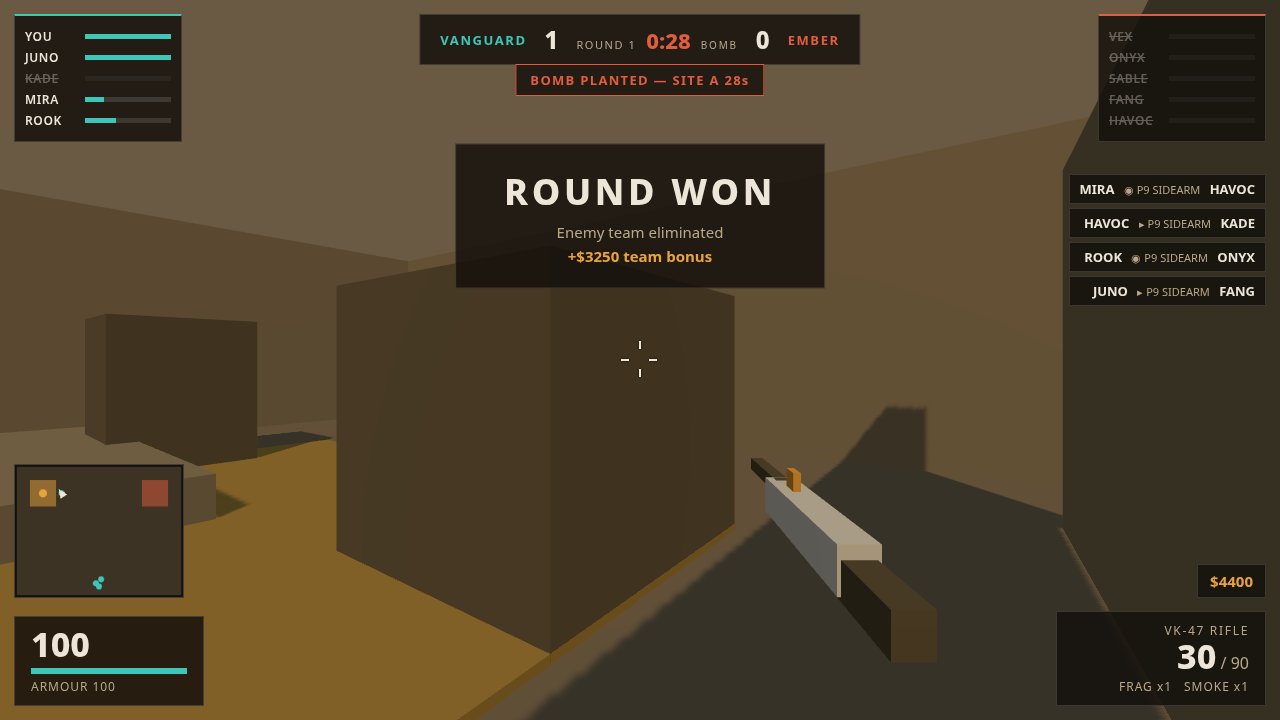 YOU
JUNO
KADE
MIRA
ROOK
VANGUARD 1 ROUND 1 0:28 BOMB 0 EMBER
BOMB PLANTED — SITE A 28s
VEX
ONYX
SABLE
FANG
HAVOC
ROUND WON
Enemy team eliminated
+$3250 team bonus
MIRA ◉ P9 SIDEARM HAVOC
HAVOC ▸ P9 SIDEARM KADE
ROOK ◉ P9 SIDEARM ONYX
JUNO ▸ P9 SIDEARM FANG
100
ARMOUR 100
$4400
VK-47 RIFLE
30 / 90
FRAG x1 SMOKE x1